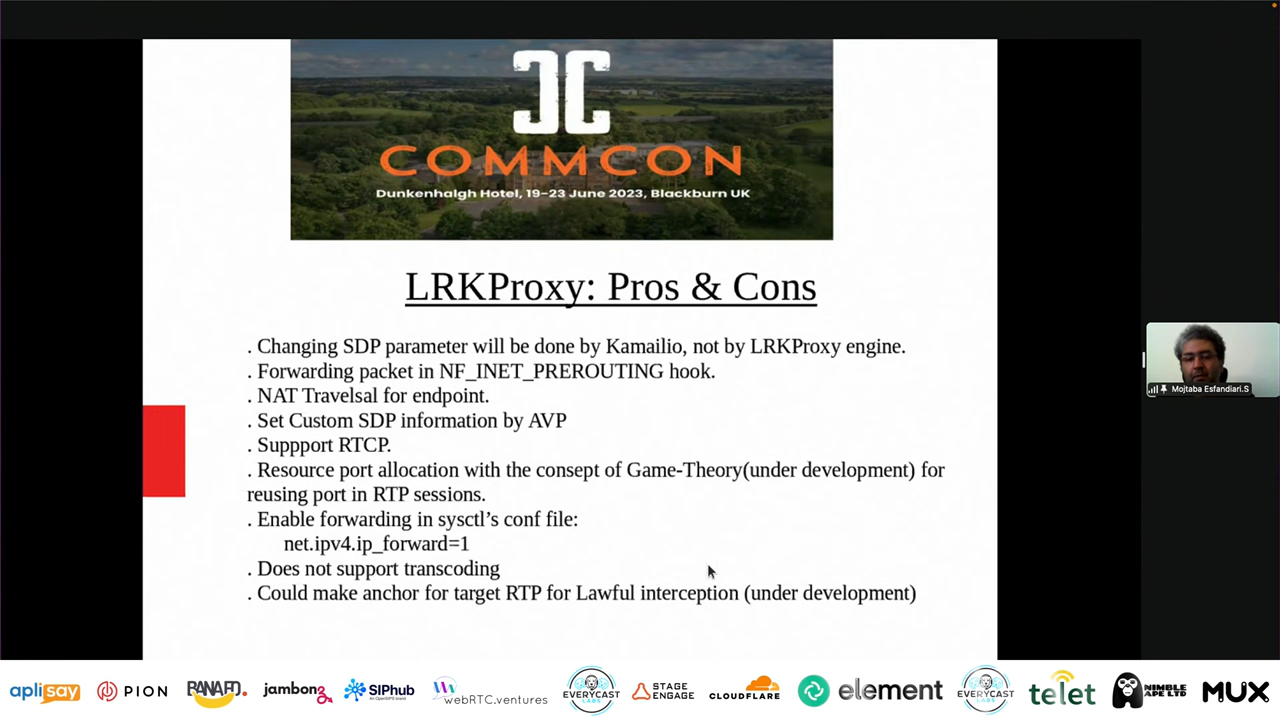 COMMCON
Dunkenhalgh Hotel, 19-23 June 2023, Blackburn UK
LRKProxy: Pros & Cons
. Changing SDP parameter will be done by Kamailio, not by LRKProxy engine.
. Forwarding packet in NF_INET_PREROUTING hook.
. NAT Travelsal for endpoint.
. Set Custom SDP information by AVP
. Suppport RTCP.
. Resource port allocation with the consept of Game-Theory(under development) for
reusing port in RTP sessions.
. Enable forwarding in sysctl's conf file:
net.ipv4.ip_forward=1
. Does not support transcoding
. Could make anchor for target RTP for Lawful interception (under development)
Mojtaba Esfandiari.S
aplisay
PION
jambonz
SIPhub
An OpenSIPS Island
webRTC.ventures
EVERYCAST
LABS
STAGE
ENGAGE
CLOUDFLARE
element
EVERYCAST
LABS
telet
NIMBLE
APE LTD
MUX